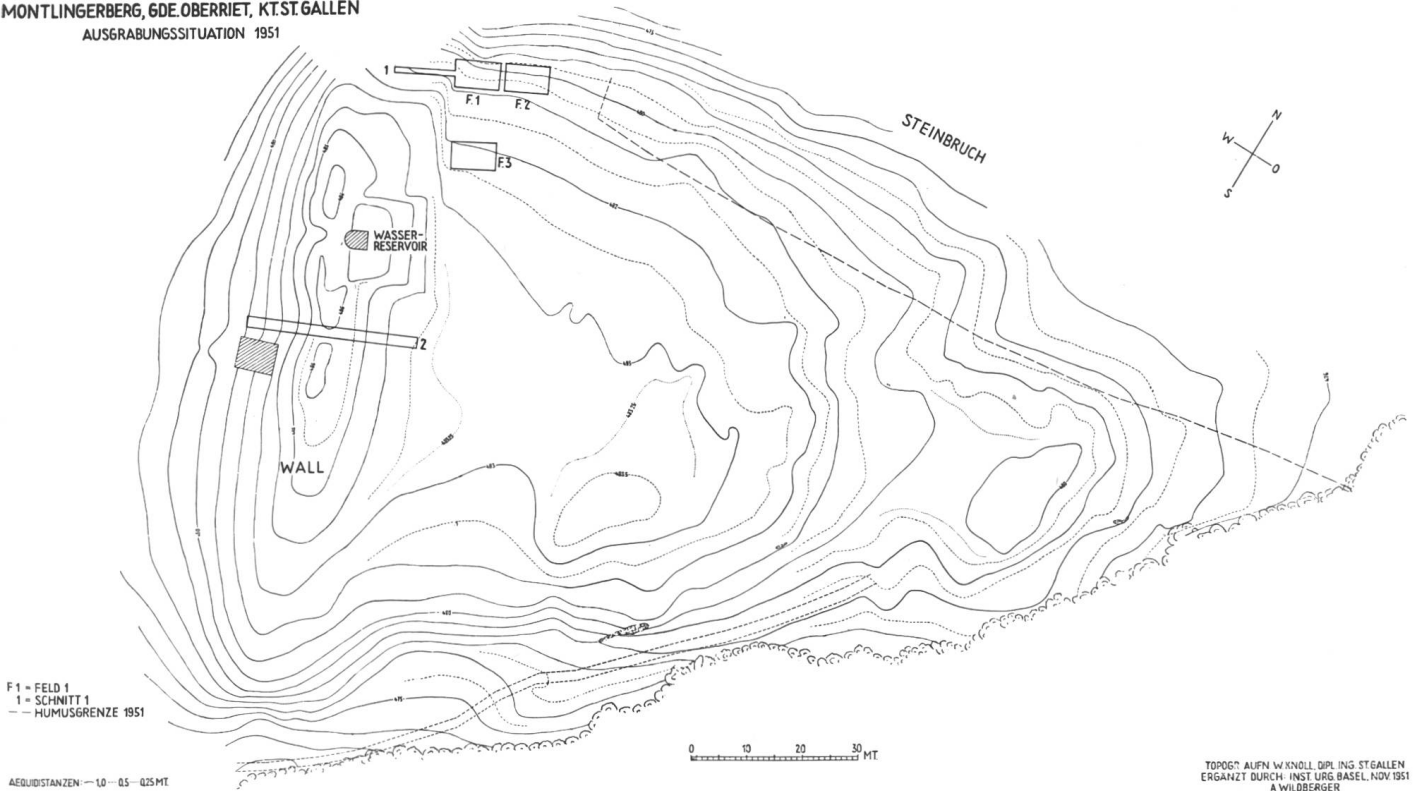 MONTLINGERBERG, GDE. OBERRIET, KT. ST. GALLEN
AUSGRABUNGSSITUATION 1951
1
F.1
F.2
F.3
STEINBRUCH
N
W
O
S
WASSER-
RESERVOIR
2
WALL
F 1 = FELD 1
1 = SCHNITT 1
-- HUMUSGRENZE 1951
0 10 20 30 MT.
AEQUIDISTANZEN: — 1,0 --- 0,5 ··· 0,25 MT.
TOPOGR. AUFN. W. KNOLL, DIPL. ING. ST. GALLEN
ERGÄNZT DURCH: INST. URG. BASEL, NOV. 1951
A. WILDBERGER